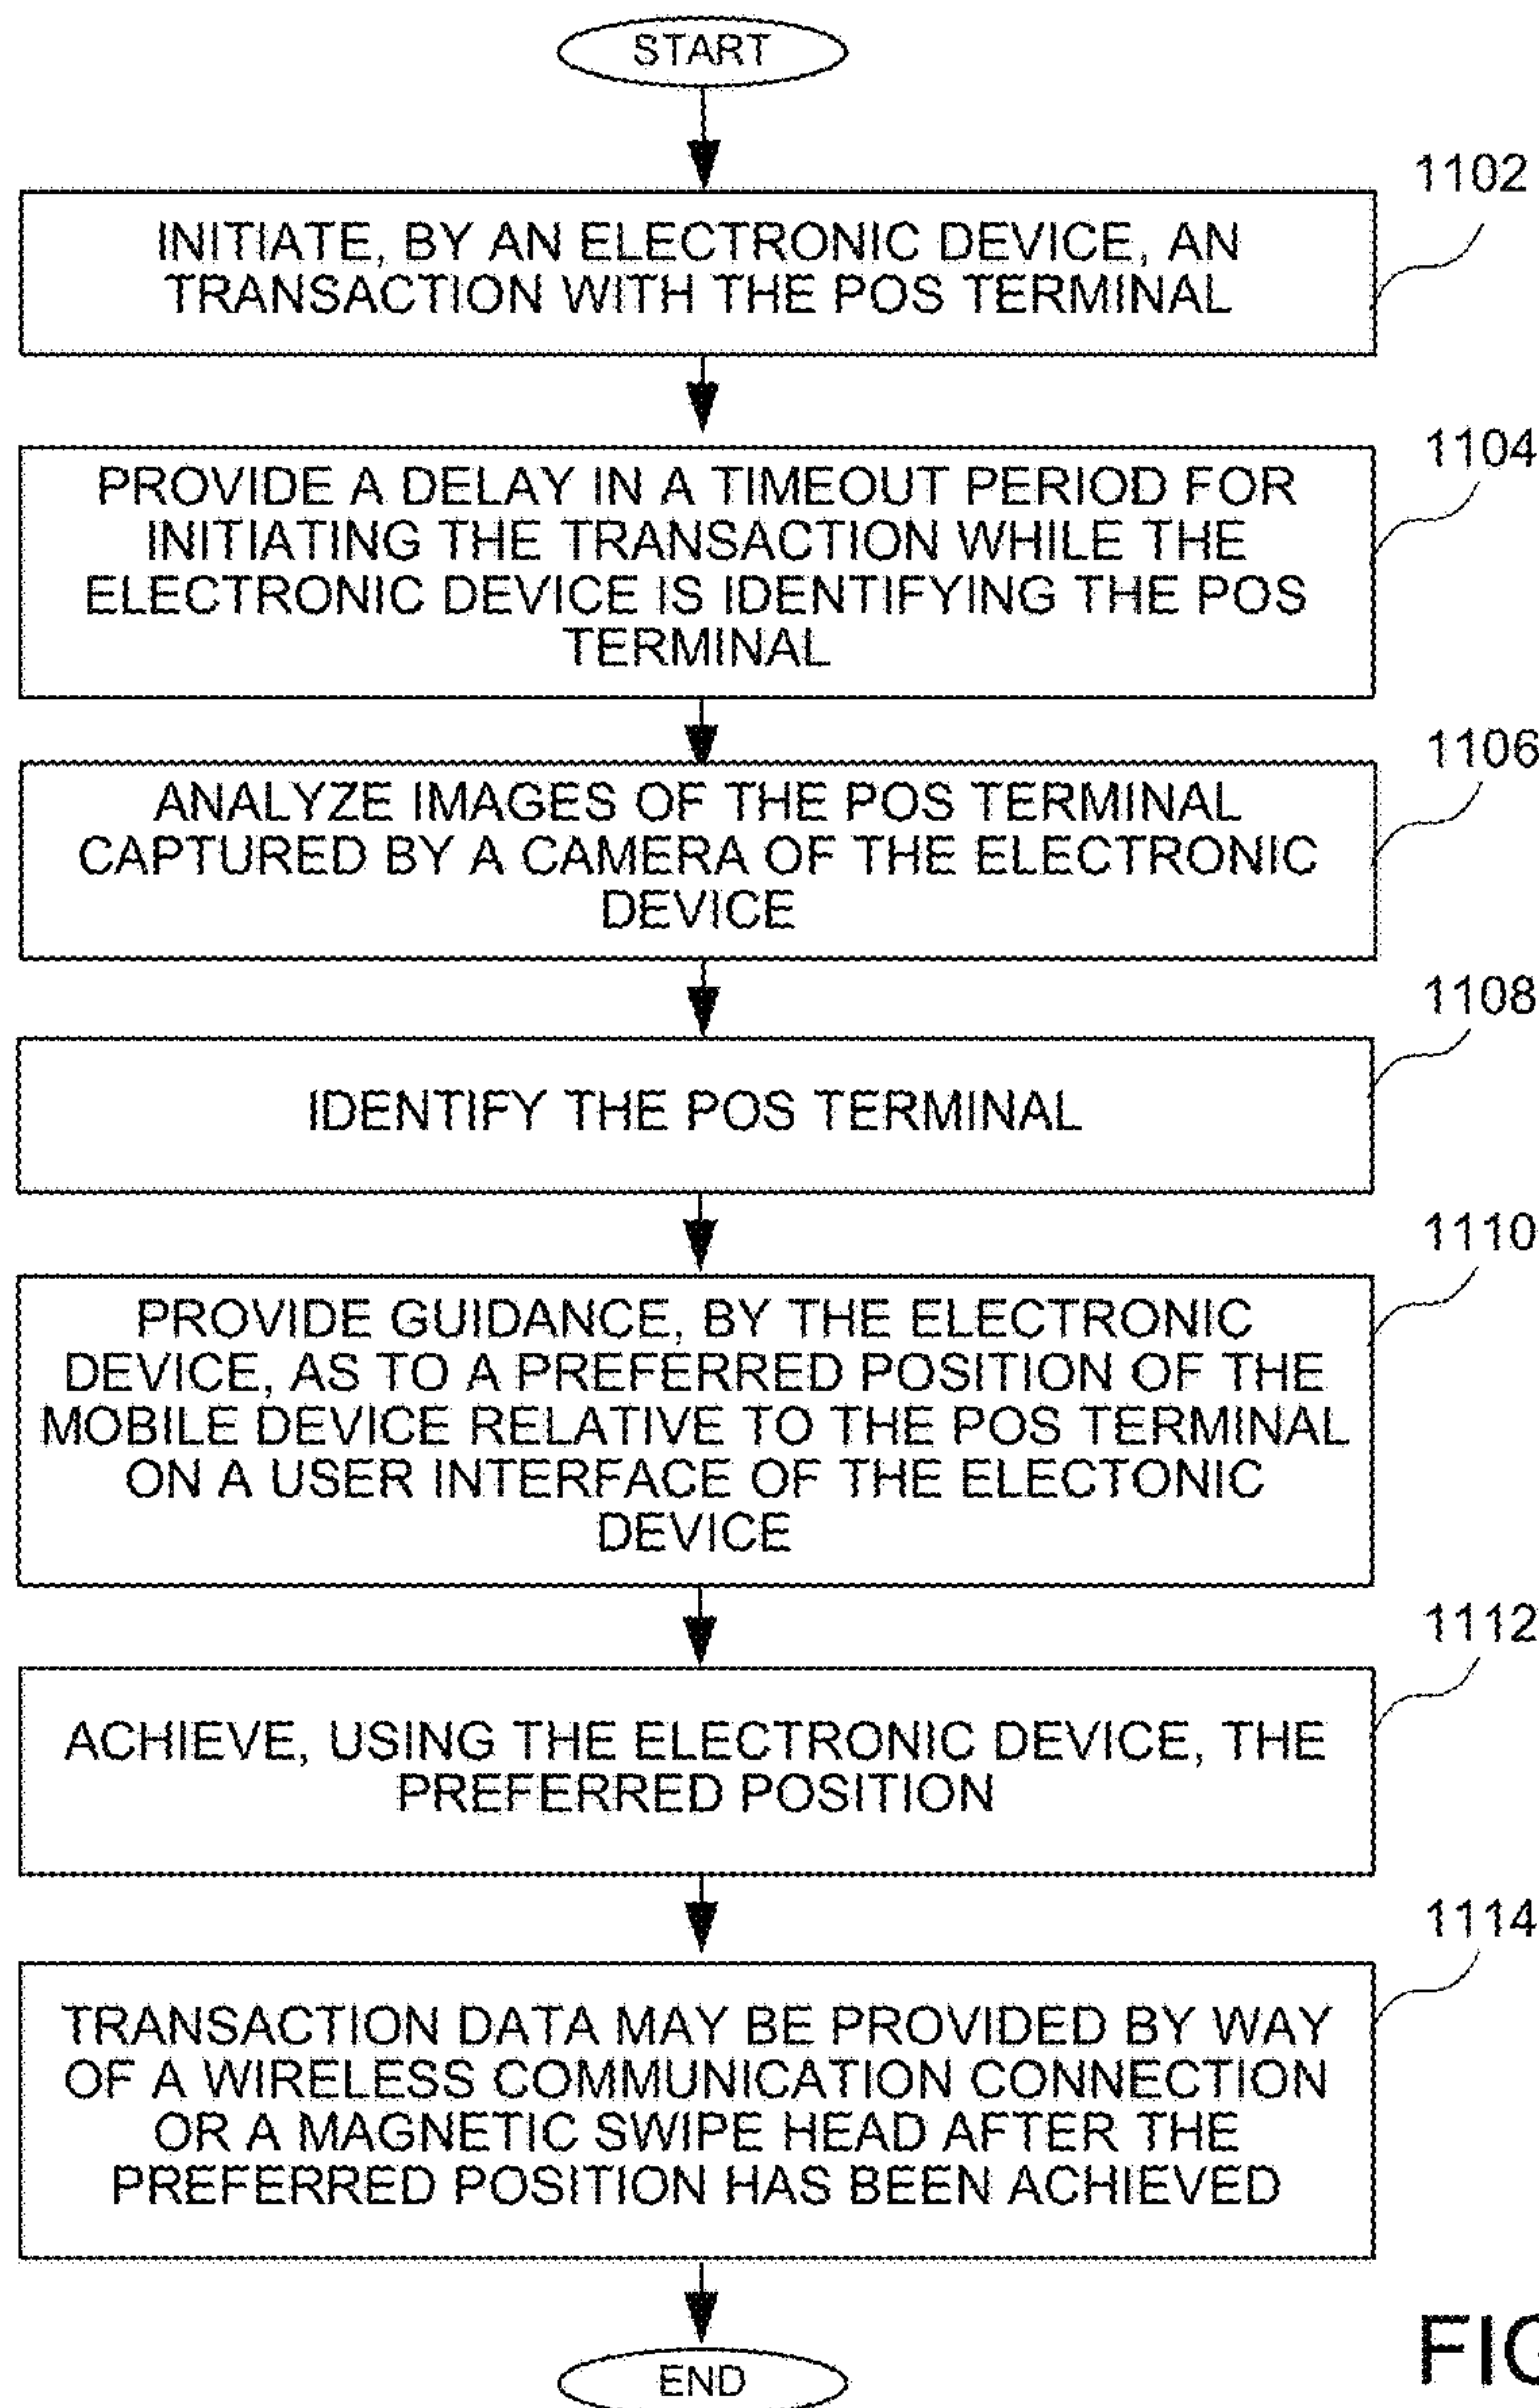 START
1102
INITIATE, BY AN ELECTRONIC DEVICE, AN
TRANSACTION WITH THE POS TERMINAL
1104
PROVIDE A DELAY IN A TIMEOUT PERIOD FOR
INITIATING THE TRANSACTION WHILE THE
ELECTRONIC DEVICE IS IDENTIFYING THE POS
TERMINAL
1106
ANALYZE IMAGES OF THE POS TERMINAL
CAPTURED BY A CAMERA OF THE ELECTRONIC
DEVICE
1108
IDENTIFY THE POS TERMINAL
1110
PROVIDE GUIDANCE, BY THE ELECTRONIC
DEVICE, AS TO A PREFERRED POSITION OF THE
MOBILE DEVICE RELATIVE TO THE POS TERMINAL
ON A USER INTERFACE OF THE ELECTONIC
DEVICE
1112
ACHIEVE, USING THE ELECTRONIC DEVICE, THE
PREFERRED POSITION
1114
TRANSACTION DATA MAY BE PROVIDED BY WAY
OF A WIRELESS COMMUNICATION CONNECTION
OR A MAGNETIC SWIPE HEAD AFTER THE
PREFERRED POSITION HAS BEEN ACHIEVED
END